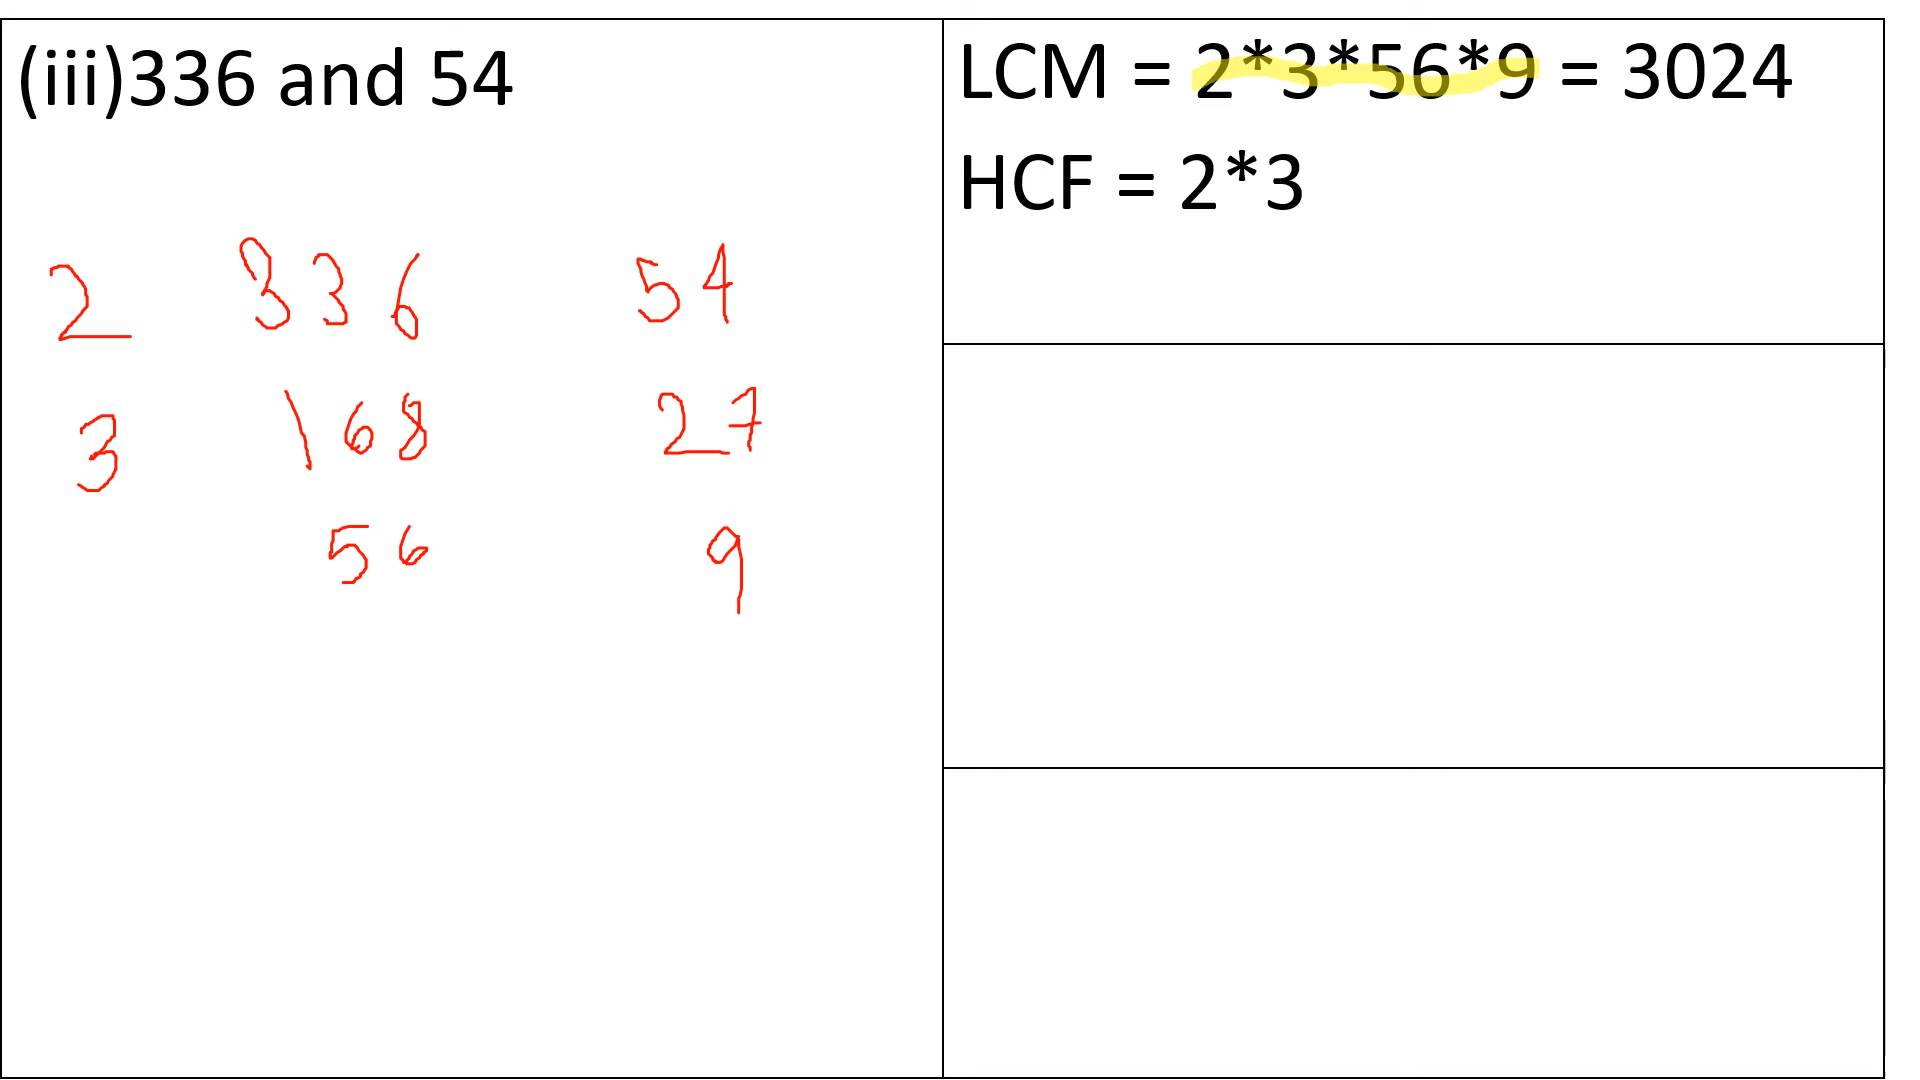 (iii)336 and 54
2 336 54
3 168 27
56 9
LCM = 2*3*56*9 = 3024
HCF = 2*3